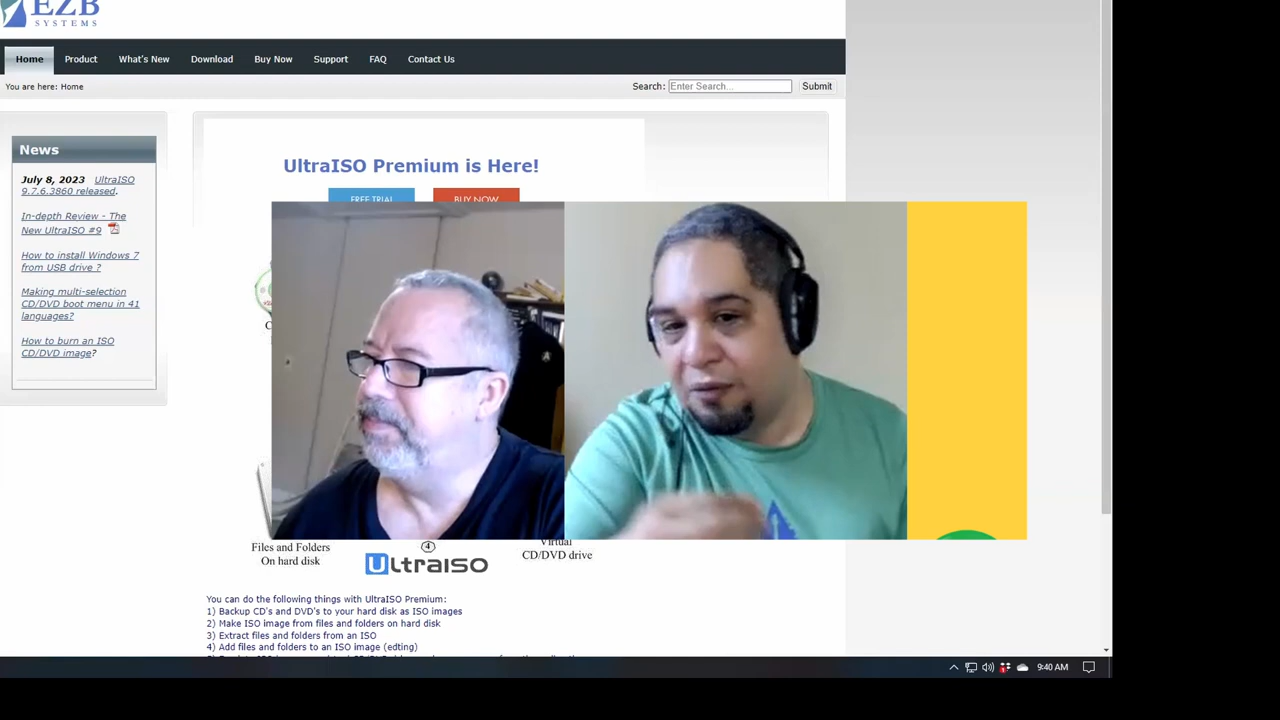 EZB
SYSTEMS
Home Product What's New Download Buy Now Support FAQ Contact Us
You are here: Home
Search: Enter Search... Submit
News
July 8, 2023 UltraISO
9.7.6.3860 released.
In-depth Review - The
New UltraISO #9
How to install Windows 7
from USB drive ?
Making multi-selection
CD/DVD boot menu in 41
languages?
How to burn an ISO
CD/DVD image?
UltraISO Premium is Here!
FREE TRIAL BUY NOW
Files and Folders
On hard disk
4
UltraISO
Virtual
CD/DVD drive
You can do the following things with UltraISO Premium:
1) Backup CD's and DVD's to your hard disk as ISO images
2) Make ISO image from files and folders on hard disk
3) Extract files and folders from an ISO
4) Add files and folders to an ISO image (edting)
9:40 AM